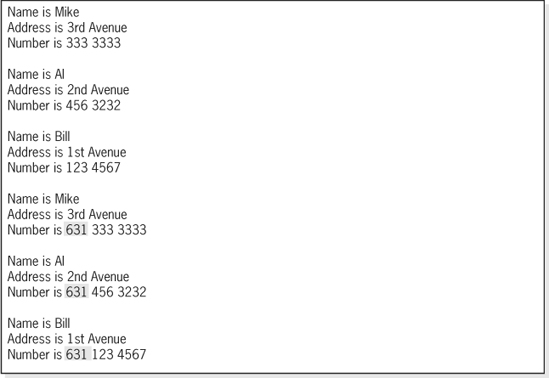 Name is Mike
Address is 3rd Avenue
Number is 333 3333
Name is Al
Address is 2nd Avenue
Number is 456 3232
Name is Bill
Address is 1st Avenue
Number is 123 4567
Name is Mike
Address is 3rd Avenue
Number is 631 333 3333
Name is Al
Address is 2nd Avenue
Number is 631 456 3232
Name is Bill
Address is 1st Avenue
Number is 631 123 4567